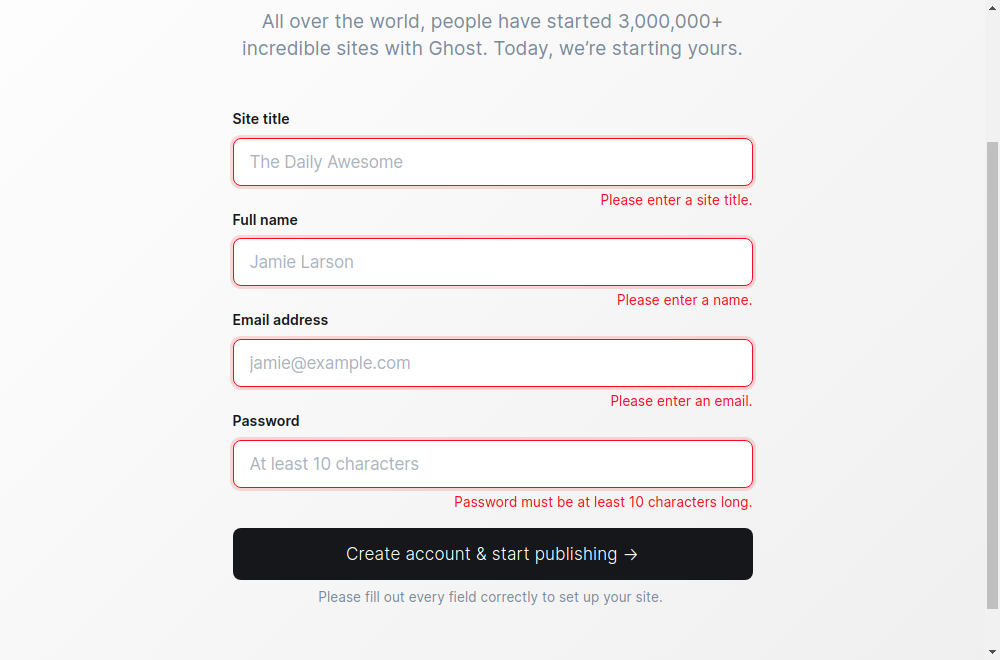 All over the world, people have started 3,000,000+
incredible sites with Ghost. Today, we’re starting yours.
Site title
The Daily Awesome
Please enter a site title.
Full name
Jamie Larson
Please enter a name.
Email address
jamie@example.com
Please enter an email.
Password
At least 10 characters
Password must be at least 10 characters long.
Create account & start publishing →
Please fill out every field correctly to set up your site.